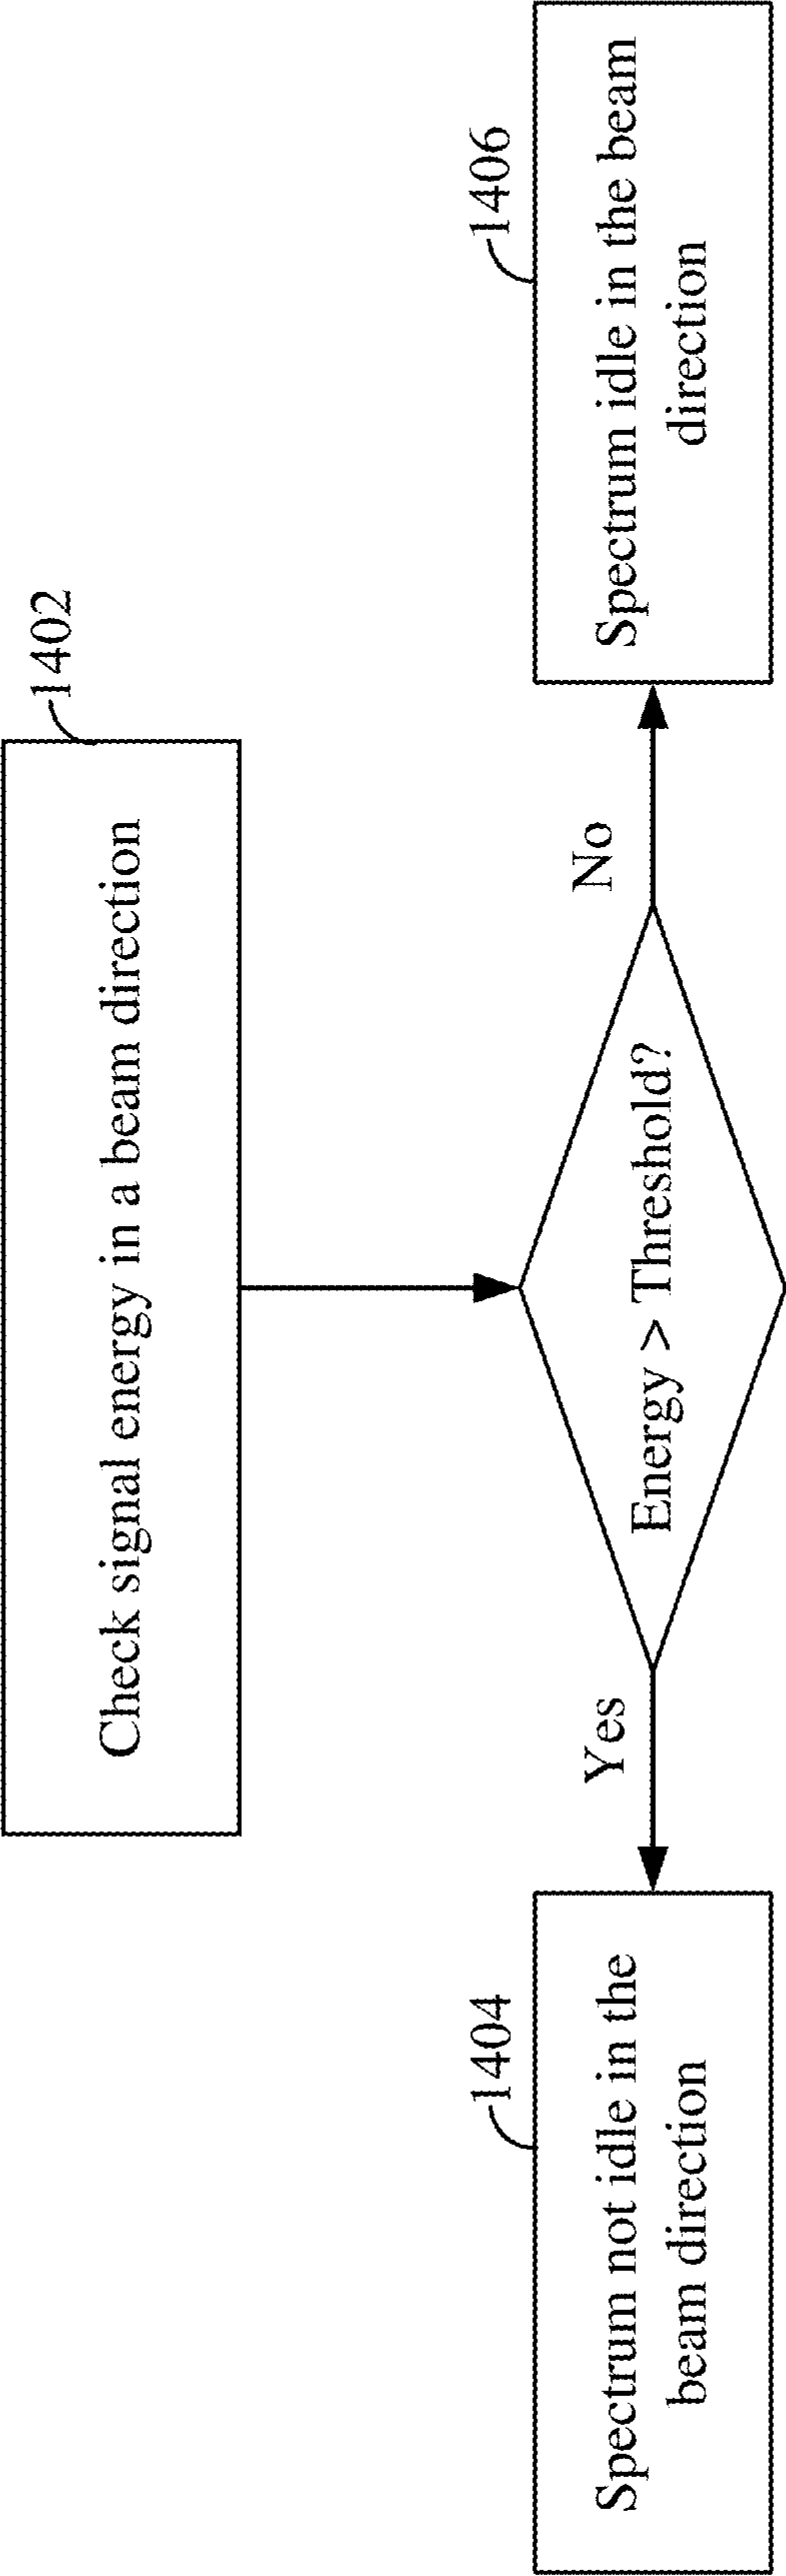 1402
Check signal energy in a beam direction
Energy > Threshold?
Yes
No
1404
Spectrum not idle in the
beam direction
1406
Spectrum idle in the beam
direction